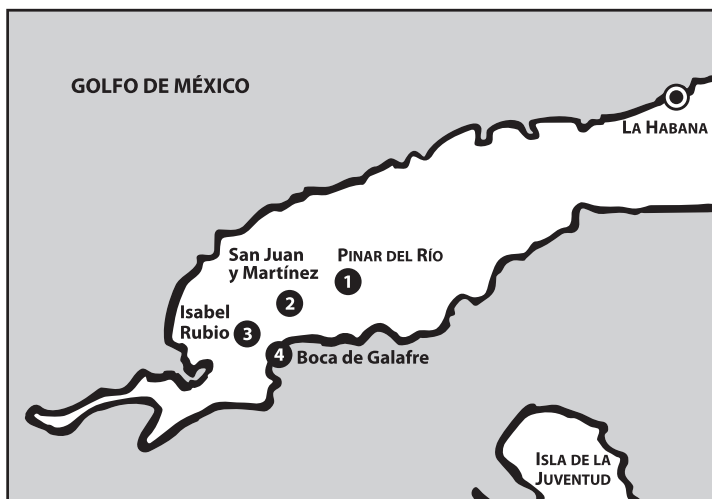 GOLFO DE MÉXICO
LA HABANA
San Juan
y Martínez
PINAR DEL RÍO
1
2
Isabel
Rubio
3
4
Boca de Galafre
ISLA DE LA
JUVENTUD